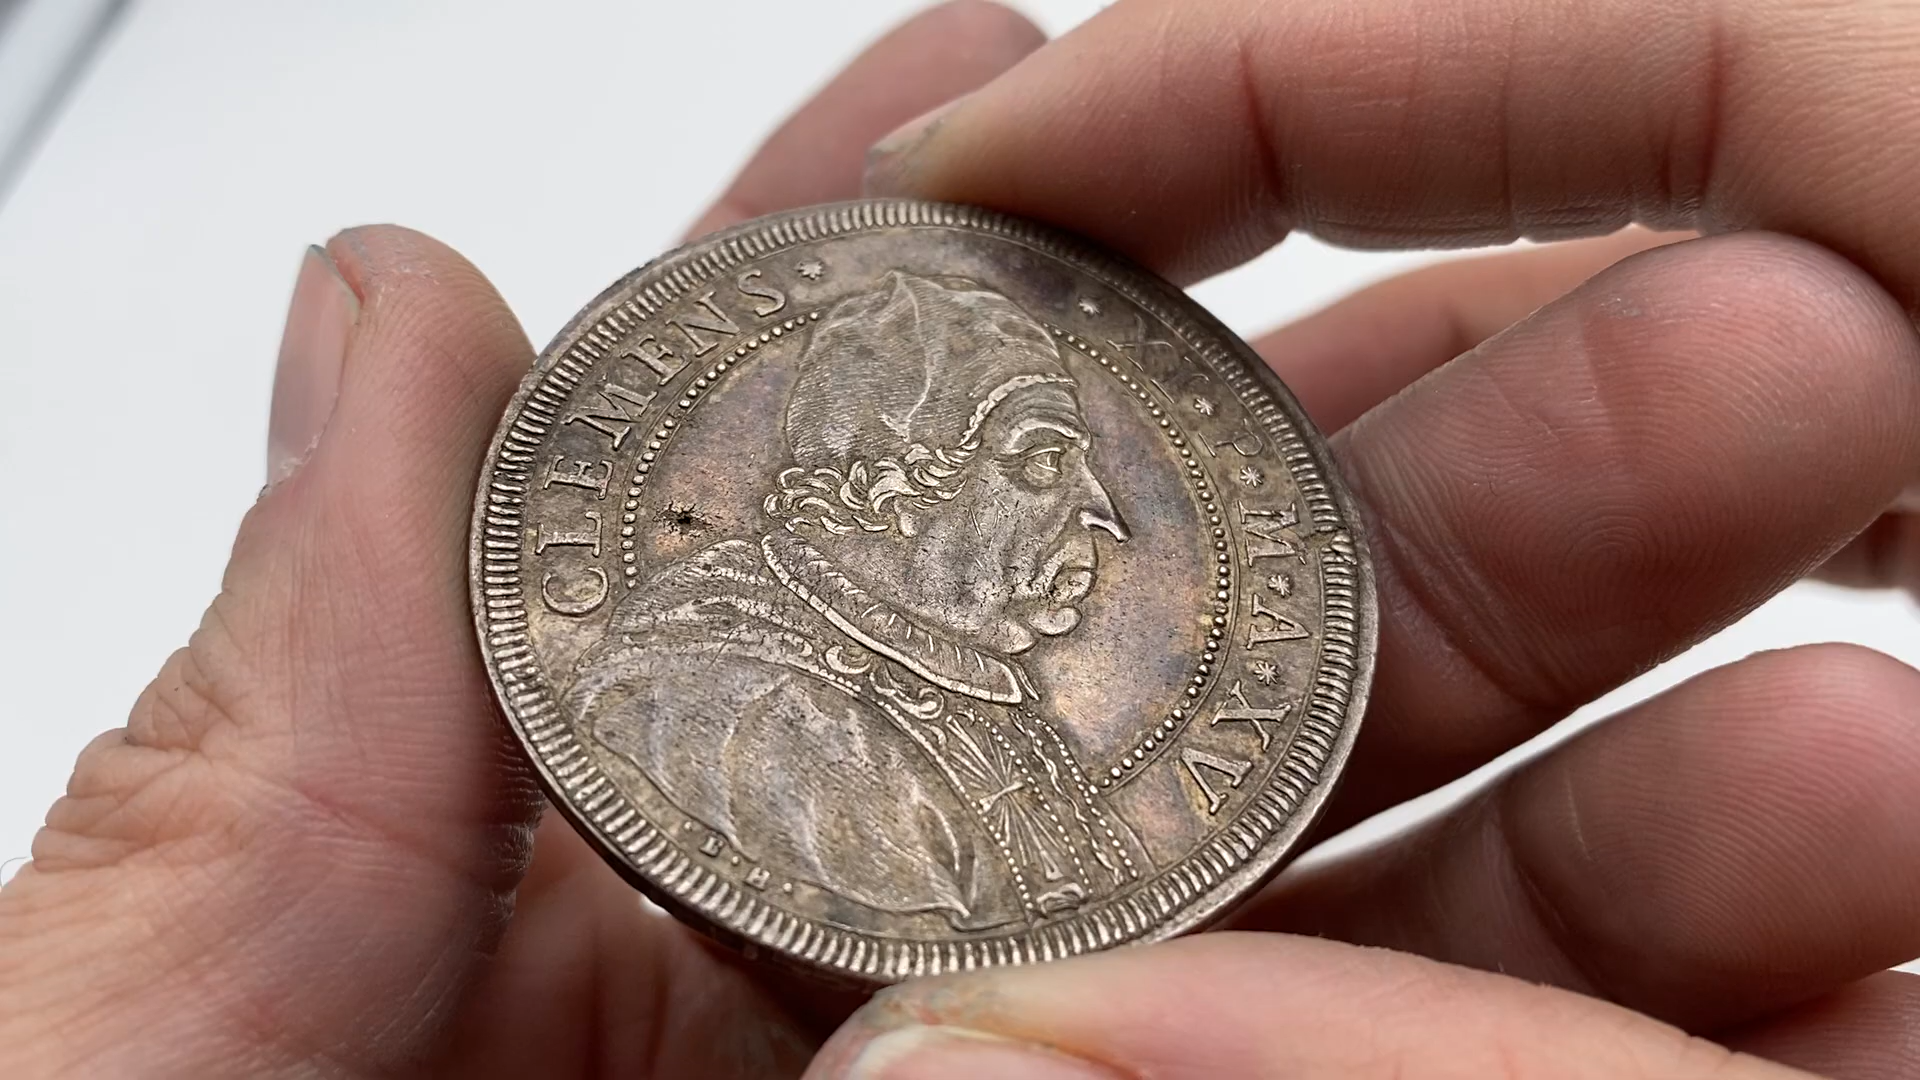 CLEMENS * * XI * P * M * A * XV
· E · H ·